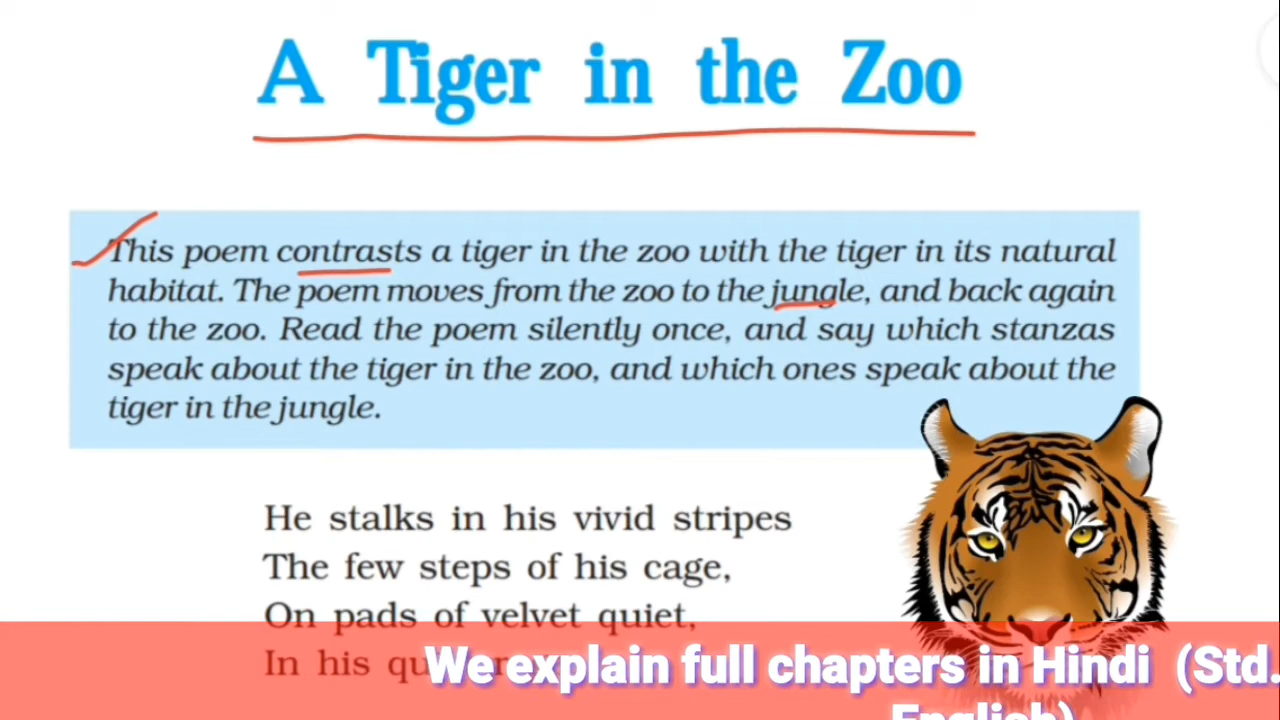 A Tiger in the Zoo
This poem contrasts a tiger in the zoo with the tiger in its natural
habitat. The poem moves from the zoo to the jungle, and back again
to the zoo. Read the poem silently once, and say which stanzas
speak about the tiger in the zoo, and which ones speak about the
tiger in the jungle.
He stalks in his vivid stripes
The few steps of his cage,
On pads of velvet quiet,
In his
We explain full chapters in Hindi (Std.
English)